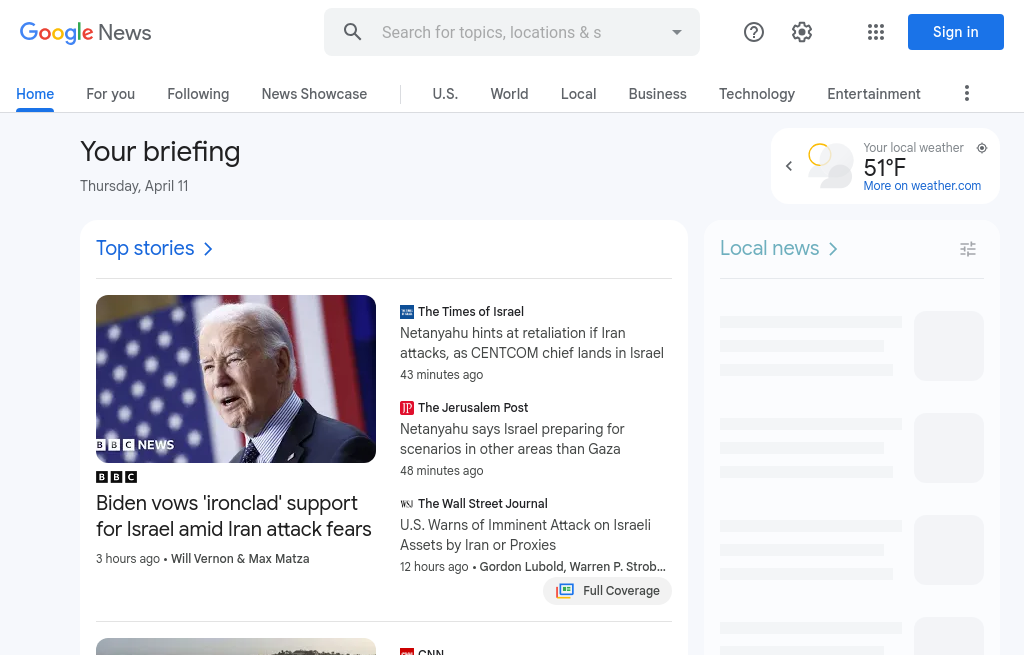 Google News
Search for topics, locations & s
Sign in
Home
For you
Following
News Showcase
U.S.
World
Local
Business
Technology
Entertainment
Your briefing
Thursday, April 11
Your local weather
51°F
More on weather.com
Top stories
BBC NEWS
BBC
Biden vows 'ironclad' support
for Israel amid Iran attack fears
3 hours ago • Will Vernon & Max Matza
The Times of Israel
Netanyahu hints at retaliation if Iran
attacks, as CENTCOM chief lands in Israel
43 minutes ago
JP The Jerusalem Post
Netanyahu says Israel preparing for
scenarios in other areas than Gaza
48 minutes ago
WSJ The Wall Street Journal
U.S. Warns of Imminent Attack on Israeli
Assets by Iran or Proxies
12 hours ago • Gordon Lubold, Warren P. Strob...
Full Coverage
CNN
Local news